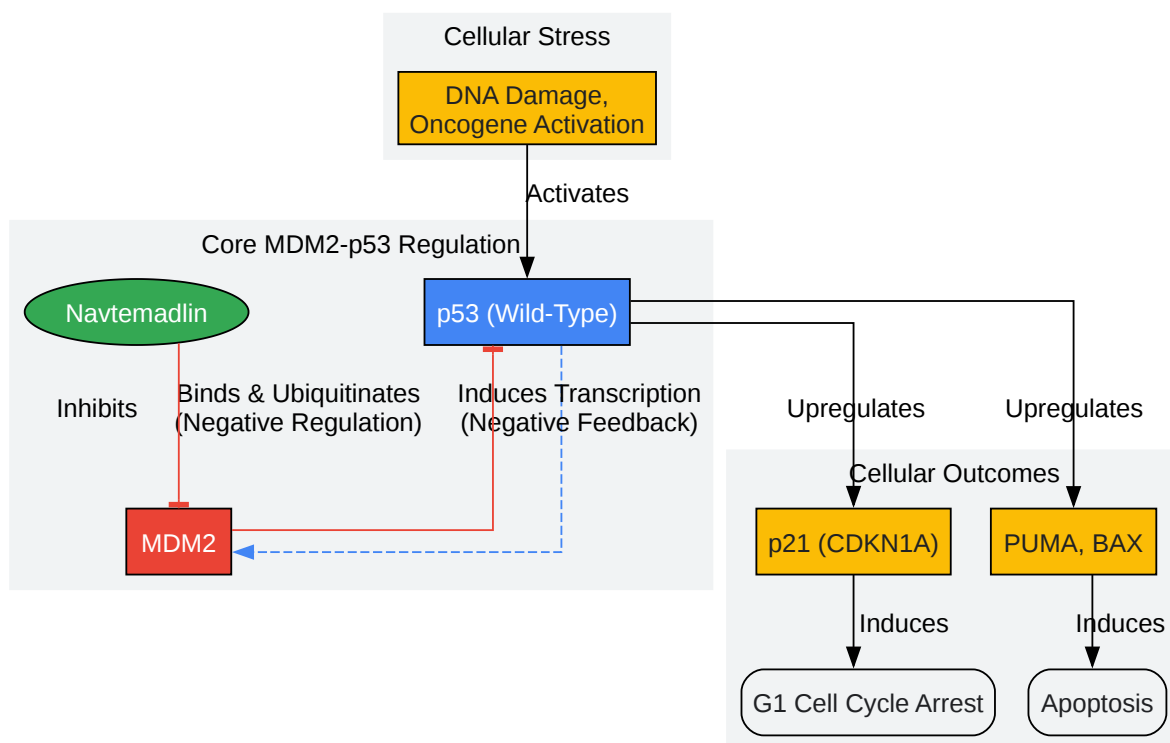 Cellular Stress
DNA Damage,
Oncogene Activation
Activates
Core MDM2-p53 Regulation
Navtemadlin
p53 (Wild-Type)
Inhibits
Binds & Ubiquitinates
(Negative Regulation)
Induces Transcription
(Negative Feedback)
Upregulates
Upregulates
Cellular Outcomes
MDM2
p21 (CDKN1A)
PUMA, BAX
Induces
Induces
G1 Cell Cycle Arrest
Apoptosis